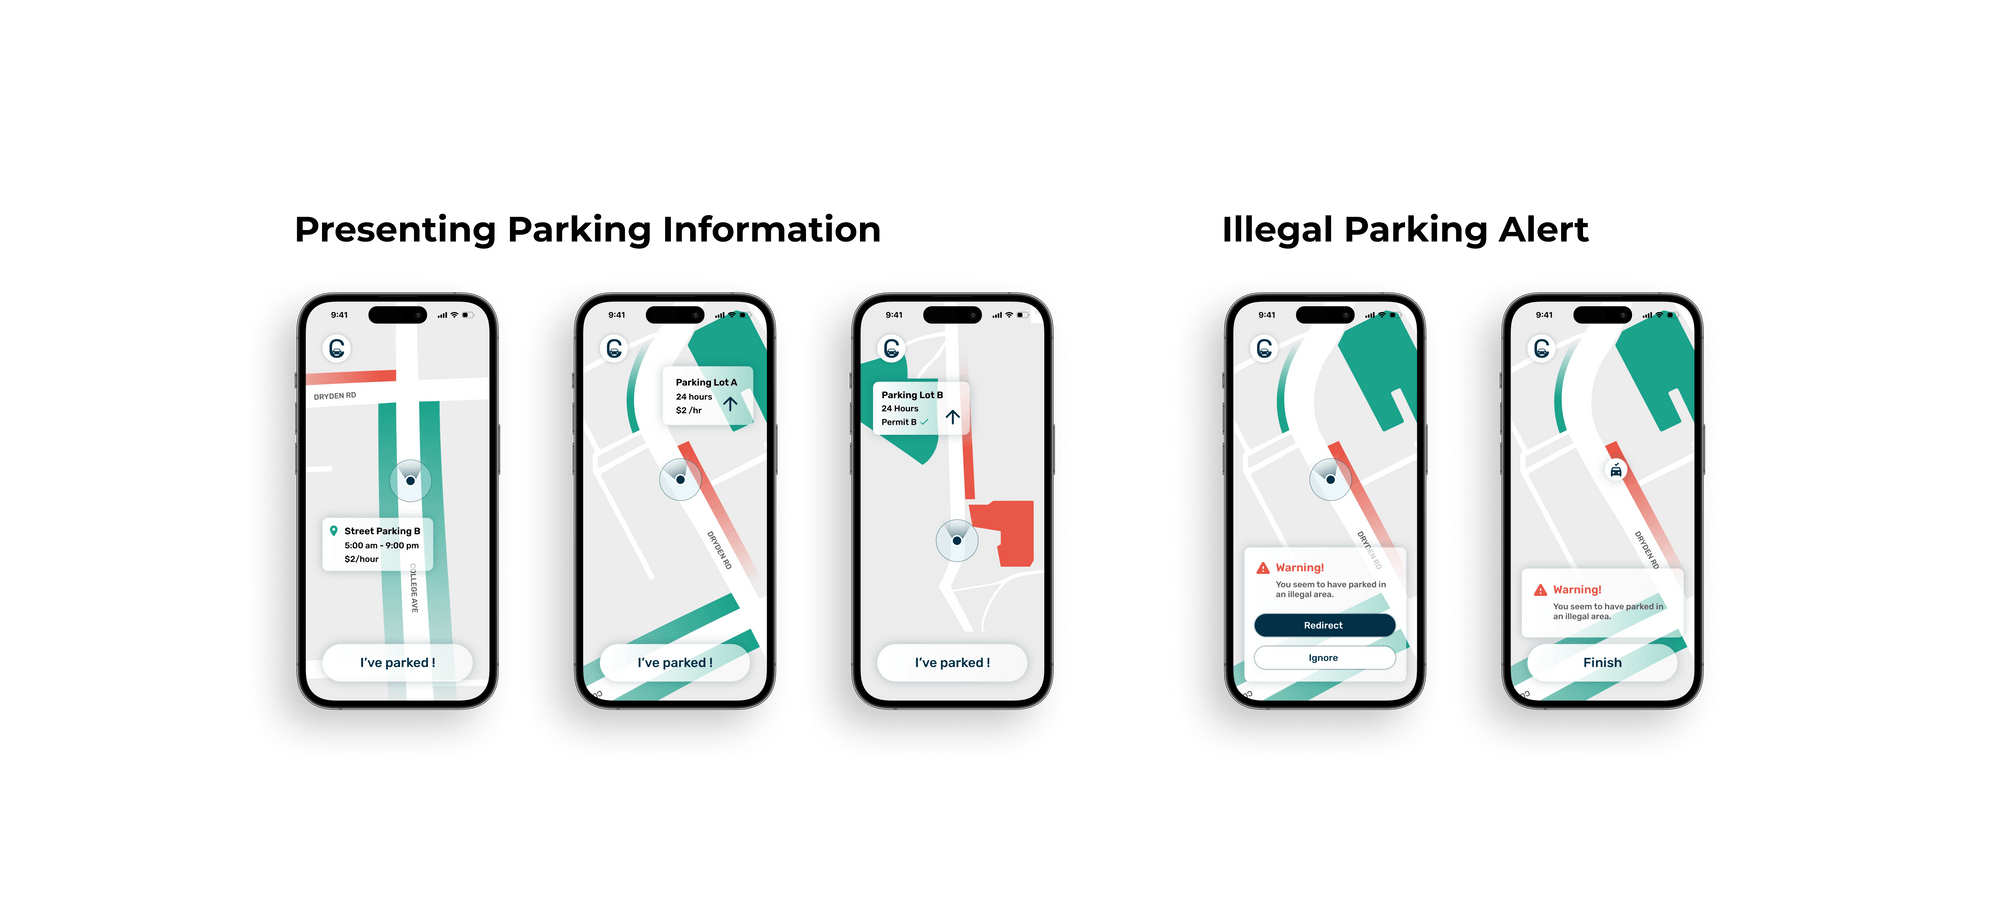 Presenting Parking Information
Illegal Parking Alert
9:41
DRYDEN RD
Street Parking B
5:00 am - 9:00 pm
$2/hour
COLLEGE AVE
I've parked !
9:41
Parking Lot A
24 hours
$2 /hr
DRYDEN RD
I've parked !
CO
9:41
Parking Lot B
24 Hours
Permit B ✓
I've parked !
9:41
DRYDEN RD
Warning!
You seem to have parked in
an illegal area.
Redirect
Ignore
CO
9:41
DRYDEN RD
Warning!
You seem to have parked in
an illegal area.
Finish
CO